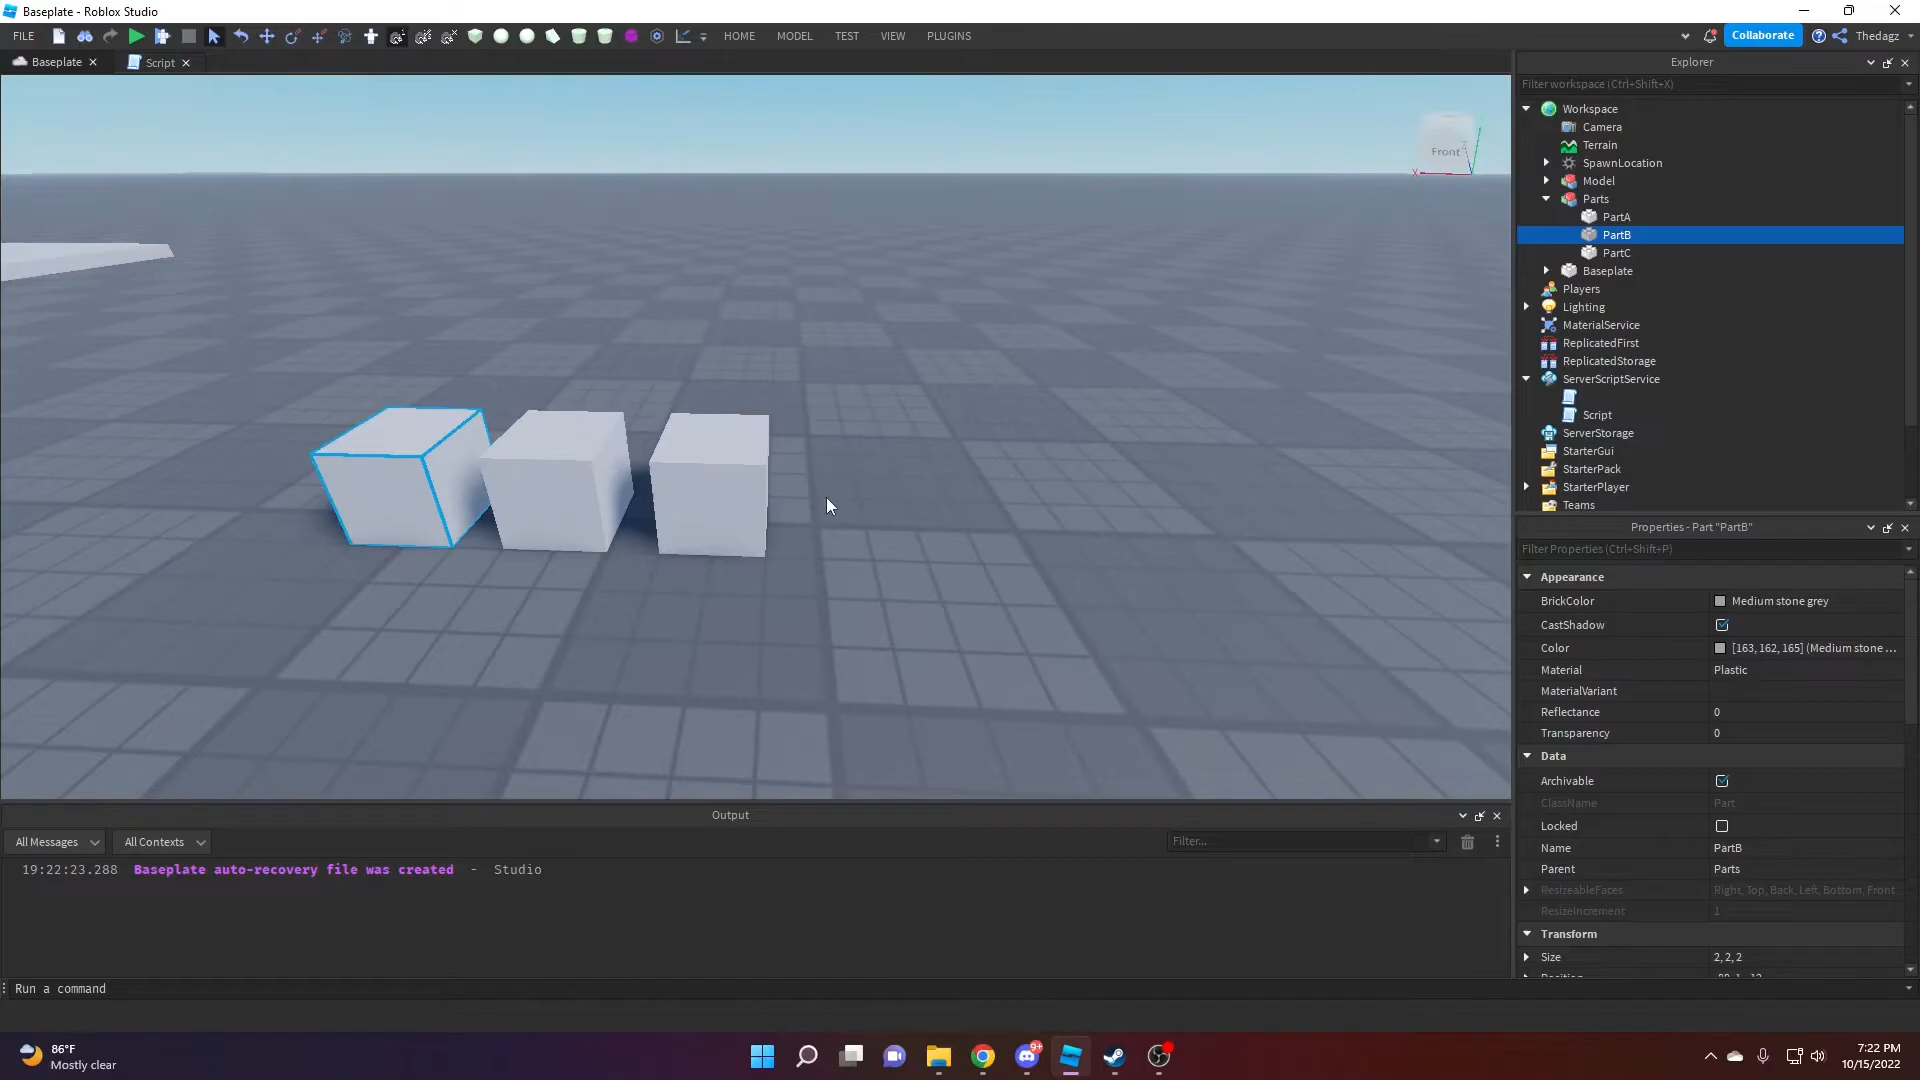 Baseplate - Roblox Studio
FILE
HOME
MODEL
TEST
VIEW
PLUGINS
Collaborate
Thedagz
Baseplate
Script
Front
X
Z
Explorer
Filter workspace (Ctrl+Shift+X)
Workspace
Camera
Terrain
SpawnLocation
Model
Parts
PartA
PartB
PartC
Baseplate
Players
Lighting
MaterialService
ReplicatedFirst
ReplicatedStorage
ServerScriptService
Script
ServerStorage
StarterGui
StarterPack
StarterPlayer
Teams
Properties - Part "PartB"
Filter Properties (Ctrl+Shift+P)
Appearance
BrickColor Medium stone grey
CastShadow
Color [163, 162, 165] (Medium stone ...
Material Plastic
MaterialVariant
Reflectance 0
Transparency 0
Data
Archivable
ClassName Part
Locked
Name PartB
Parent Parts
ResizeableFaces Right, Top, Back, Left, Bottom, Front
ResizeIncrement 1
Transform
Size 2, 2, 2
Output
All Messages
All Contexts
Filter...
19:22:23.288 Baseplate auto-recovery file was created - Studio
Run a command
86°F
Mostly clear
9+
7:22 PM
10/15/2022